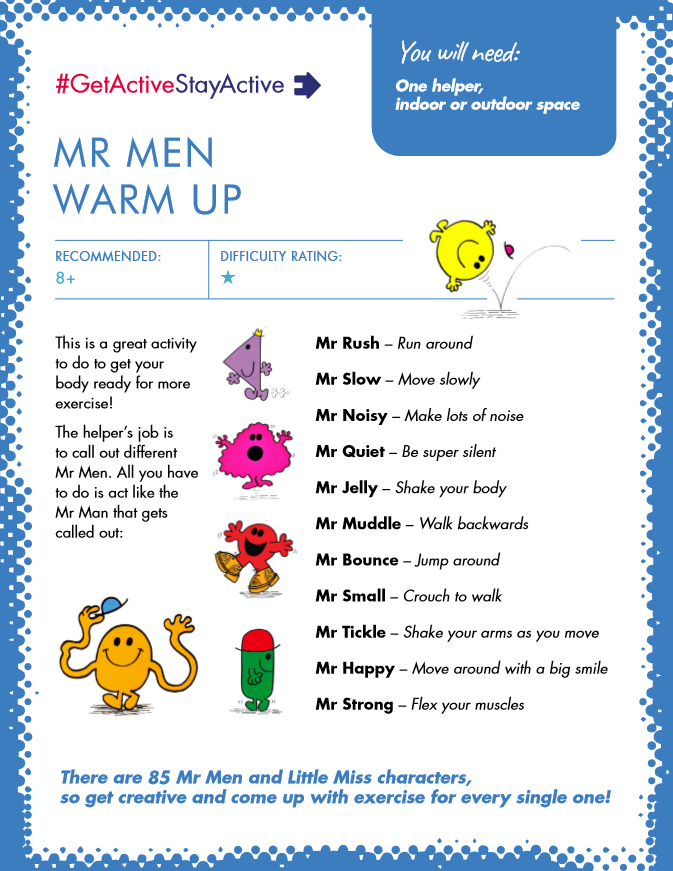 You will need:
One helper,
indoor or outdoor space
#GetActiveStayActive
MR MEN
WARM UP
RECOMMENDED:
8+
DIFFICULTY RATING:
★
This is a great activity
to do to get your
body ready for more
exercise!
The helper's job is
to call out different
Mr Men. All you have
to do is act like the
Mr Man that gets
called out:
Mr Rush – Run around
Mr Slow – Move slowly
Mr Noisy – Make lots of noise
Mr Quiet – Be super silent
Mr Jelly – Shake your body
Mr Muddle – Walk backwards
Mr Bounce – Jump around
Mr Small – Crouch to walk
Mr Tickle – Shake your arms as you move
Mr Happy – Move around with a big smile
Mr Strong – Flex your muscles
There are 85 Mr Men and Little Miss characters,
so get creative and come up with exercise for every single one!